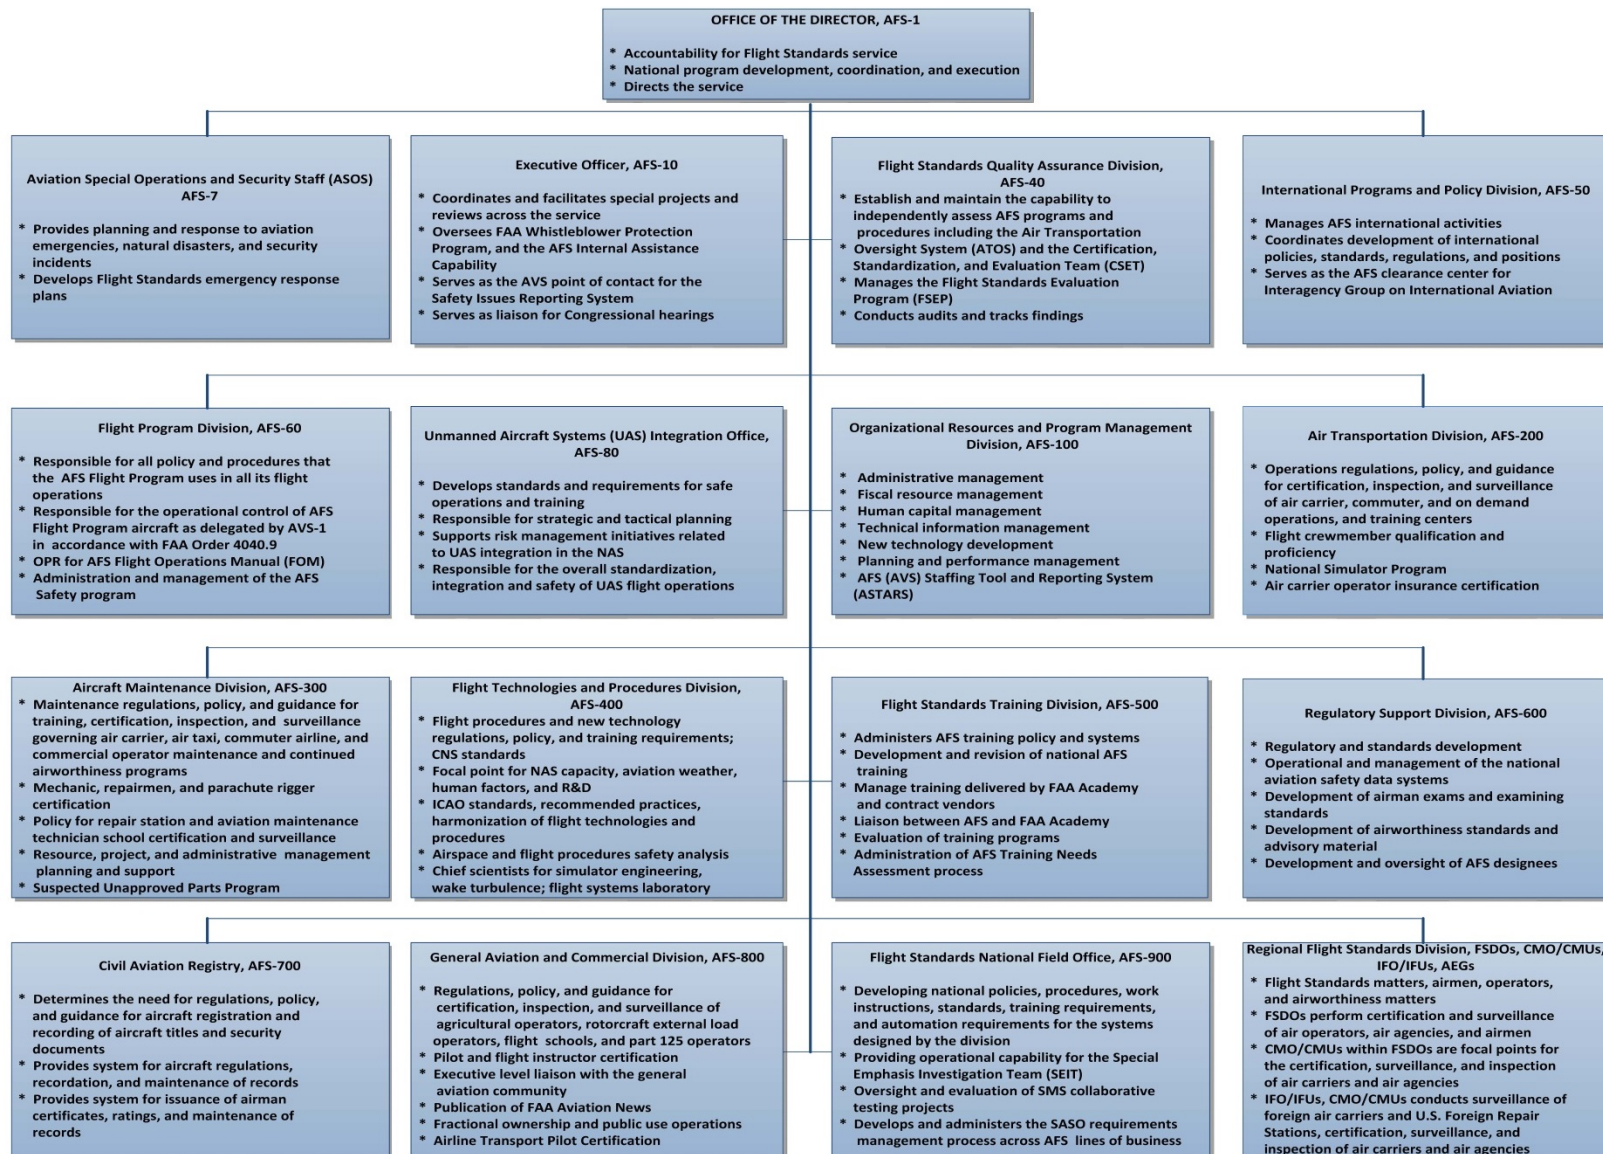 OFFICE OF THE DIRECTOR, AFS-1
* Accountability for Flight Standards service
* National program development, coordination, and execution
* Directs the service
Aviation Special Operations and Security Staff (ASOS)
AFS-7
* Provides planning and response to aviation
emergencies, natural disasters, and security
incidents
* Develops Flight Standards emergency response
plans
Executive Officer, AFS-10
* Coordinates and facilitates special projects and
reviews across the service
* Oversees FAA Whistleblower Protection
Program, and the AFS Internal Assistance
Capability
* Serves as the AVS point of contact for the
Safety Issues Reporting System
* Serves as liaison for Congressional hearings
Flight Standards Quality Assurance Division,
AFS-40
* Establish and maintain the capability to
independently assess AFS programs and
procedures including the Air Transportation
* Oversight System (ATOS) and the Certification,
Standardization, and Evaluation Team (CSET)
* Manages the Flight Standards Evaluation
Program (FSEP)
* Conducts audits and tracks findings
International Programs and Policy Division, AFS-50
* Manages AFS international activities
* Coordinates development of international
policies, standards, regulations, and positions
* Serves as the AFS clearance center for
Interagency Group on International Aviation
Flight Program Division, AFS-60
* Responsible for all policy and procedures that
the AFS Flight Program uses in all its flight
operations
* Responsible for the operational control of AFS
Flight Program aircraft as delegated by AVS-1
in accordance with FAA Order 4040.9
* OPR for AFS Flight Operations Manual (FOM)
* Administration and management of the AFS
Safety program
Unmanned Aircraft Systems (UAS) Integration Office,
AFS-80
* Develops standards and requirements for safe
operations and training
* Responsible for strategic and tactical planning
* Supports risk management initiatives related
to UAS integration in the NAS
* Responsible for the overall standardization,
integration and safety of UAS flight operations
Organizational Resources and Program Management
Division, AFS-100
* Administrative management
* Fiscal resource management
* Human capital management
* Technical information management
* New technology development
* Planning and performance management
* AFS (AVS) Staffing Tool and Reporting System
(ASTARS)
Air Transportation Division, AFS-200
* Operations regulations, policy, and guidance
for certification, inspection, and surveillance
of air carrier, commuter, and on demand
operations, and training centers
* Flight crewmember qualification and
proficiency
* National Simulator Program
* Air carrier operator insurance certification
Aircraft Maintenance Division, AFS-300
* Maintenance regulations, policy, and guidance for
training, certification, inspection, and surveillance
governing air carrier, air taxi, commuter airline, and
commercial operator maintenance and continued
airworthiness programs
* Mechanic, repairmen, and parachute rigger
certification
* Policy for repair station and aviation maintenance
technician school certification and surveillance
* Resource, project, and administrative management
planning and support
* Suspected Unapproved Parts Program
Flight Technologies and Procedures Division,
AFS-400
* Flight procedures and new technology
regulations, policy, and training requirements;
CNS standards
* Focal point for NAS capacity, aviation weather,
human factors, and R&D
* ICAO standards, recommended practices,
harmonization of flight technologies and
procedures
* Airspace and flight procedures safety analysis
* Chief scientists for simulator engineering,
wake turbulence; flight systems laboratory
Flight Standards Training Division, AFS-500
* Administers AFS training policy and systems
* Development and revision of national AFS
training
* Manage training delivered by FAA Academy
and contract vendors
* Liaison between AFS and FAA Academy
* Evaluation of training programs
* Administration of AFS Training Needs
Assessment process
Regulatory Support Division, AFS-600
* Regulatory and standards development
* Operational and management of the national
aviation safety data systems
* Development of airman exams and examining
standards
* Development of airworthiness standards and
advisory material
* Development and oversight of AFS designees
Civil Aviation Registry, AFS-700
* Determines the need for regulations, policy,
and guidance for aircraft registration and
recording of aircraft titles and security
documents
* Provides system for aircraft regulations,
recordation, and maintenance of records
* Provides system for issuance of airman
certificates, ratings, and maintenance of
records
General Aviation and Commercial Division, AFS-800
* Regulations, policy, and guidance for
certification, inspection, and surveillance of
agricultural operators, rotorcraft external load
operators, flight schools, and part 125 operators
* Pilot and flight instructor certification
* Executive level liaison with the general
aviation community
* Publication of FAA Aviation News
* Fractional ownership and public use operations
* Airline Transport Pilot Certification
Flight Standards National Field Office, AFS-900
* Developing national policies, procedures, work
instructions, standards, training requirements,
and automation requirements for the systems
designed by the division
* Providing operational capability for the Special
Emphasis Investigation Team (SEIT)
* Oversight and evaluation of SMS collaborative
testing projects
* Develops and administers the SASO requirements
management process across AFS lines of business
Regional Flight Standards Division, FSDOs, CMO/CMUs,
IFO/IFUs, AEGs
* Flight Standards matters, airmen, operators,
and airworthiness matters
* FSDOs perform certification and surveillance
of air operators, air agencies, and airmen
* CMO/CMUs within FSDOs are focal points for
the certification, surveillance, and inspection
of air carriers and air agencies
* IFO/IFUs, CMO/CMUs conducts surveillance of
foreign air carriers and U.S. Foreign Repair
Stations, certification, surveillance, and
inspection of air carriers and air agencies